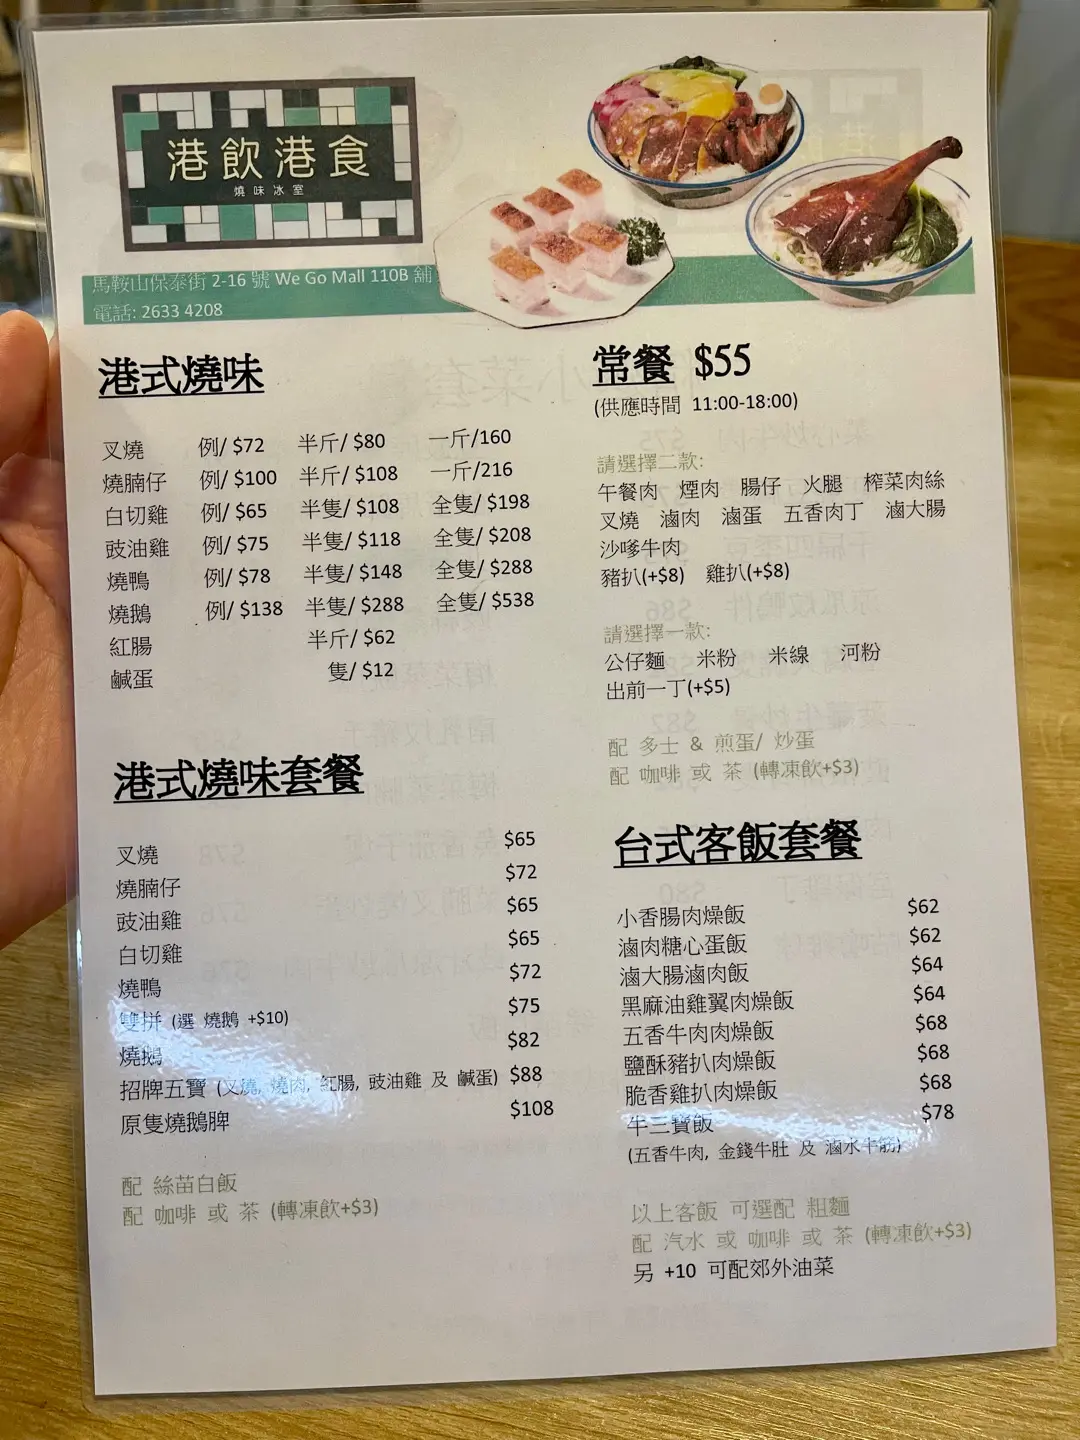 港飲港食
燒味冰室
馬鞍山保泰街 2-16 號 We Go Mall 110B 舖
電話: 2633 4208
港式燒味
叉燒 例/ $72 半斤/ $80 一斤/160
燒腩仔 例/ $100 半斤/ $108 一斤/216
白切雞 例/ $65 半隻/ $108 全隻/ $198
豉油雞 例/ $75 半隻/ $118 全隻/ $208
燒鴨 例/ $78 半隻/ $148 全隻/ $288
燒鵝 例/ $138 半隻/ $288 全隻/ $538
紅腸 半斤/ $62
鹹蛋 隻/ $12
港式燒味套餐
叉燒 $65
燒腩仔 $72
豉油雞 $65
白切雞 $65
燒鴨 $72
雙拼 (選 燒鵝 +$10) $75
燒鵝 $82
招牌五寶 (叉燒, 燒肉, 紅腸, 豉油雞 及 鹹蛋) $88
原隻燒鵝脾 $108
配 絲苗白飯
配 咖啡 或 茶 (轉凍飲+$3)
常餐 $55
(供應時間 11:00-18:00)
請選擇二款:
午餐肉 煙肉 腸仔 火腿 榨菜肉絲
叉燒 滷肉 滷蛋 五香肉丁 滷大腸
沙嗲牛肉
豬扒(+$8) 雞扒(+$8)
請選擇一款:
公仔麵 米粉 米線 河粉
出前一丁(+$5)
配 多士 & 煎蛋/ 炒蛋
配 咖啡 或 茶 (轉凍飲+$3)
台式客飯套餐
小香腸肉燥飯 $62
滷肉糖心蛋飯 $62
滷大腸滷肉飯 $64
黑麻油雞翼肉燥飯 $64
五香牛肉肉燥飯 $68
鹽酥豬扒肉燥飯 $68
脆香雞扒肉燥飯 $68
牛三寶飯 $78
(五香牛肉, 金錢牛肚 及 滷水牛筋)
以上客飯 可選配 粗麵
配 汽水 或 咖啡 或 茶 (轉凍飲+$3)
另 +10 可配郊外油菜